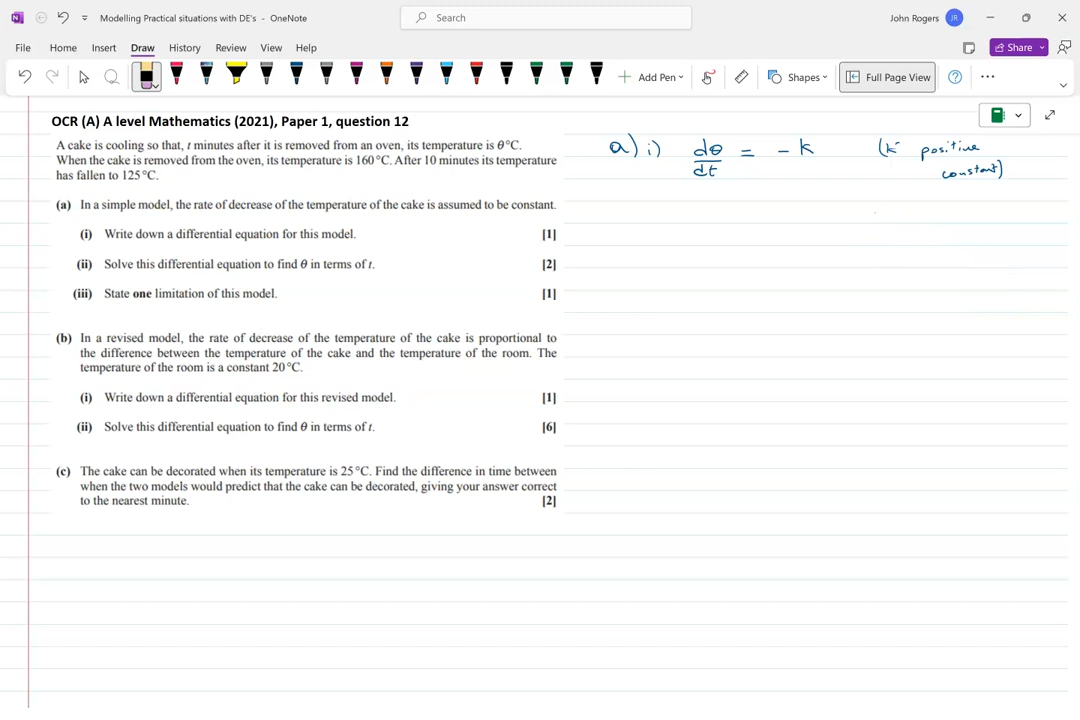 Modelling Practical situations with DE's - OneNote
Search
John Rogers
JR
File Home Insert Draw History Review View Help
Share
Add Pen
Shapes
Full Page View
OCR (A) A level Mathematics (2021), Paper 1, question 12
A cake is cooling so that, t minutes after it is removed from an oven, its temperature is θ °C.
When the cake is removed from the oven, its temperature is 160 °C. After 10 minutes its temperature
has fallen to 125 °C.
(a) In a simple model, the rate of decrease of the temperature of the cake is assumed to be constant.
(i) Write down a differential equation for this model. [1]
(ii) Solve this differential equation to find θ in terms of t. [2]
(iii) State one limitation of this model. [1]
(b) In a revised model, the rate of decrease of the temperature of the cake is proportional to
the difference between the temperature of the cake and the temperature of the room. The
temperature of the room is a constant 20 °C.
(i) Write down a differential equation for this revised model. [1]
(ii) Solve this differential equation to find θ in terms of t. [6]
(c) The cake can be decorated when its temperature is 25 °C. Find the difference in time between
when the two models would predict that the cake can be decorated, giving your answer correct
to the nearest minute. [2]
a) i) dθ/dt = - k (k positive
constant)